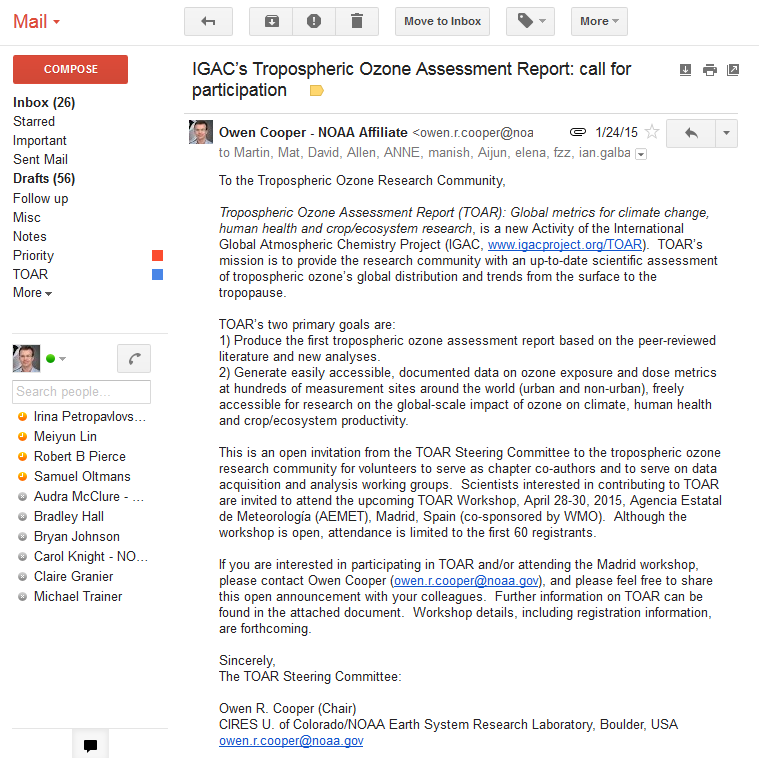 Mail
Move to Inbox
More
COMPOSE
Inbox (26)
Starred
Important
Sent Mail
Drafts (56)
Follow up
Misc
Notes
Priority
TOAR
More
Search people...
Irina Petropavlovs...
Meiyun Lin
Robert B Pierce
Samuel Oltmans
Audra McClure - ...
Bradley Hall
Bryan Johnson
Carol Knight - NO...
Claire Granier
Michael Trainer
IGAC's Tropospheric Ozone Assessment Report: call for
participation
Owen Cooper - NOAA Affiliate <owen.r.cooper@noa 1/24/15
to Martin, Mat, David, Allen, ANNE, manish, Aijun, elena, fzz, ian.galba
To the Tropospheric Ozone Research Community,
Tropospheric Ozone Assessment Report (TOAR): Global metrics for climate change,
human health and crop/ecosystem research, is a new Activity of the International
Global Atmospheric Chemistry Project (IGAC, www.igacproject.org/TOAR). TOAR's
mission is to provide the research community with an up-to-date scientific assessment
of tropospheric ozone's global distribution and trends from the surface to the
tropopause.
TOAR's two primary goals are:
1) Produce the first tropospheric ozone assessment report based on the peer-reviewed
literature and new analyses.
2) Generate easily accessible, documented data on ozone exposure and dose metrics
at hundreds of measurement sites around the world (urban and non-urban), freely
accessible for research on the global-scale impact of ozone on climate, human health
and crop/ecosystem productivity.
This is an open invitation from the TOAR Steering Committee to the tropospheric ozone
research community for volunteers to serve as chapter co-authors and to serve on data
acquisition and analysis working groups. Scientists interested in contributing to TOAR
are invited to attend the upcoming TOAR Workshop, April 28-30, 2015, Agencia Estatal
de Meteorología (AEMET), Madrid, Spain (co-sponsored by WMO). Although the
workshop is open, attendance is limited to the first 60 registrants.
If you are interested in participating in TOAR and/or attending the Madrid workshop,
please contact Owen Cooper (owen.r.cooper@noaa.gov), and please feel free to share
this open announcement with your colleagues. Further information on TOAR can be
found in the attached document. Workshop details, including registration information,
are forthcoming.
Sincerely,
The TOAR Steering Committee:
Owen R. Cooper (Chair)
CIRES U. of Colorado/NOAA Earth System Research Laboratory, Boulder, USA
owen.r.cooper@noaa.gov